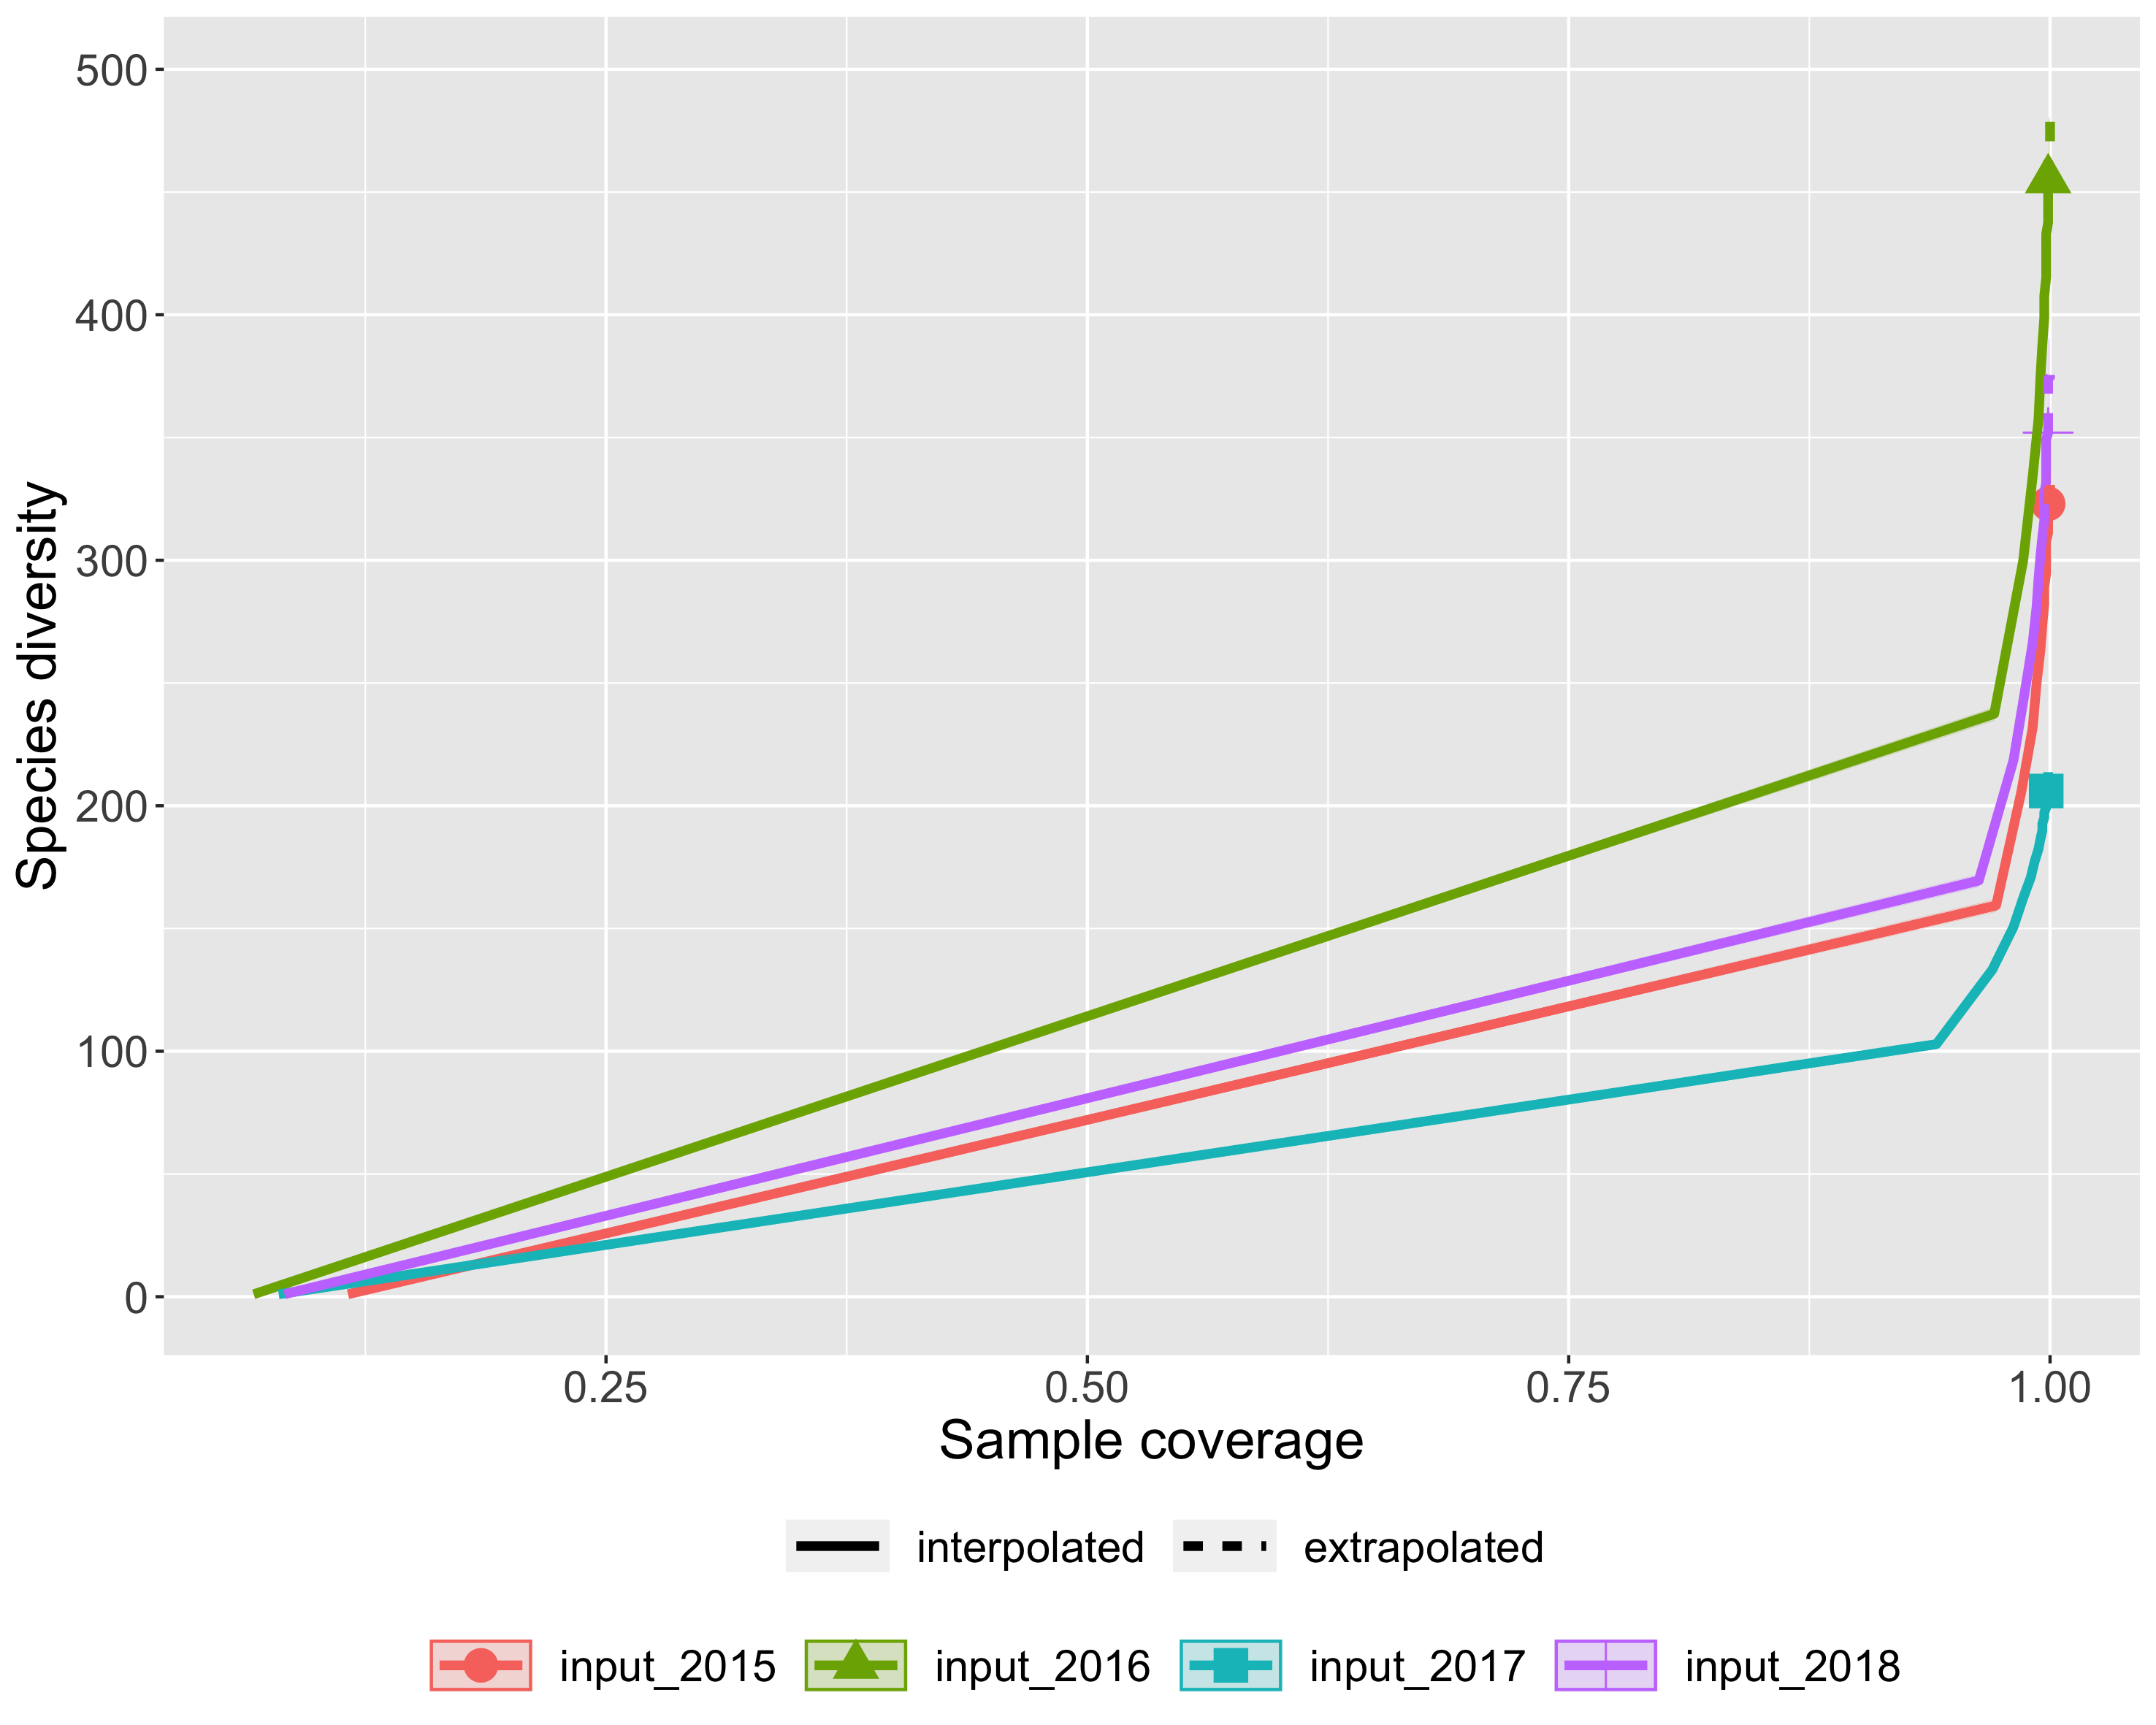 500
400
300
200
100
0
Species diversity
0.25 0.50 0.75 1.00
Sample coverage
interpolated extrapolated
input_2015 input_2016 input_2017 input_2018